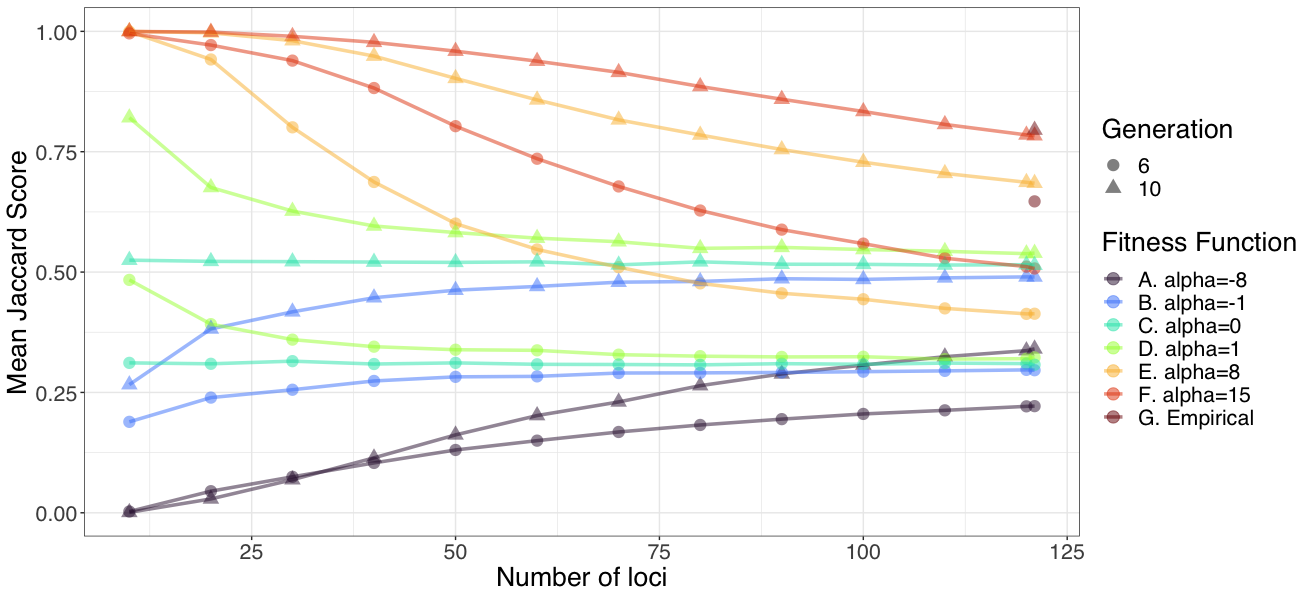 Mean Jaccard Score
1.00
0.75
0.50
0.25
0.00
25
50
75
100
125
Number of loci
Generation
6
10
Fitness Function
A. alpha=-8
B. alpha=-1
C. alpha=0
D. alpha=1
E. alpha=8
F. alpha=15
G. Empirical